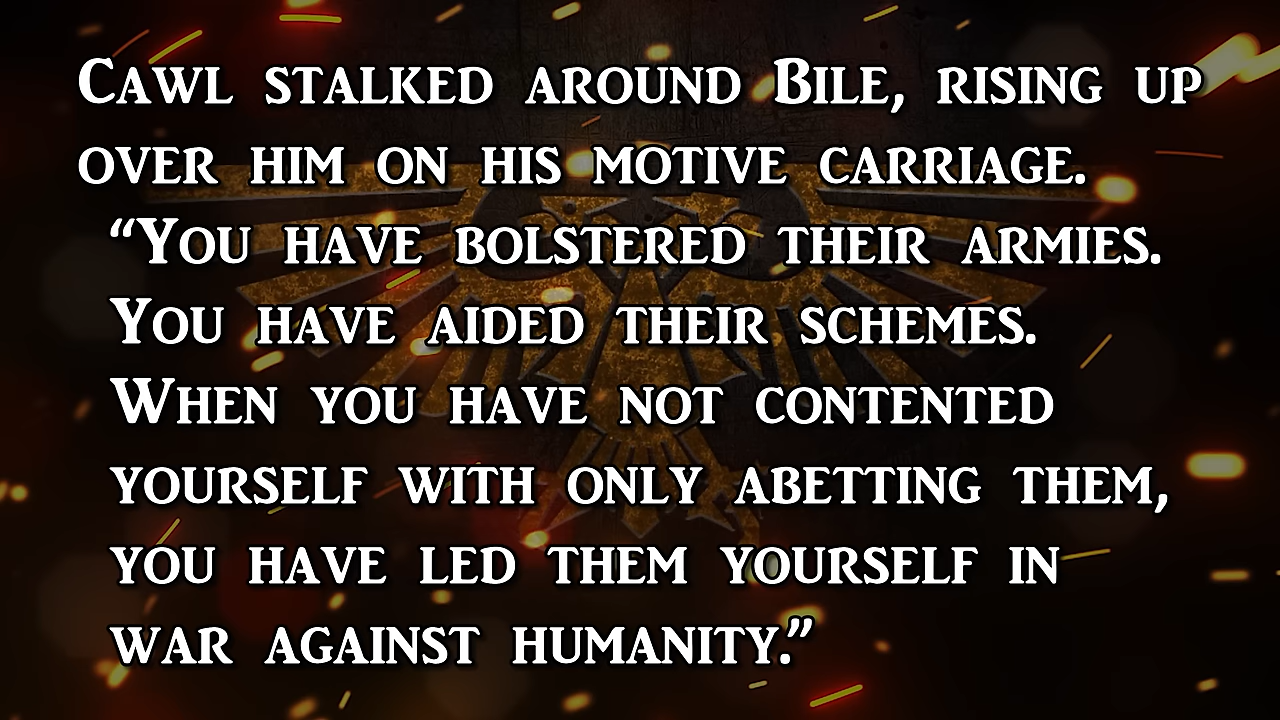 Cawl stalked around Bile, rising up
over him on his motive carriage.
“You have bolstered their armies.
You have aided their schemes.
When you have not contented
yourself with only abetting them,
you have led them yourself in
war against humanity.”